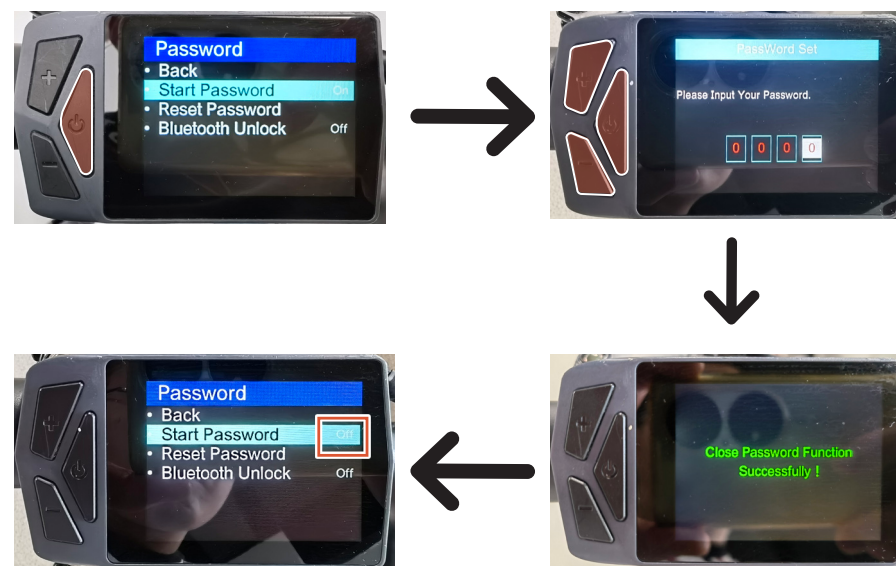 Password
• Back
• Start Password On
• Reset Password
• Bluetooth Unlock Off
PassWord Set
Please Input Your Password.
0 0 0 0
Close Password Function
Successfully !
Password
• Back
Start Password Off
• Reset Password
• Bluetooth Unlock Off